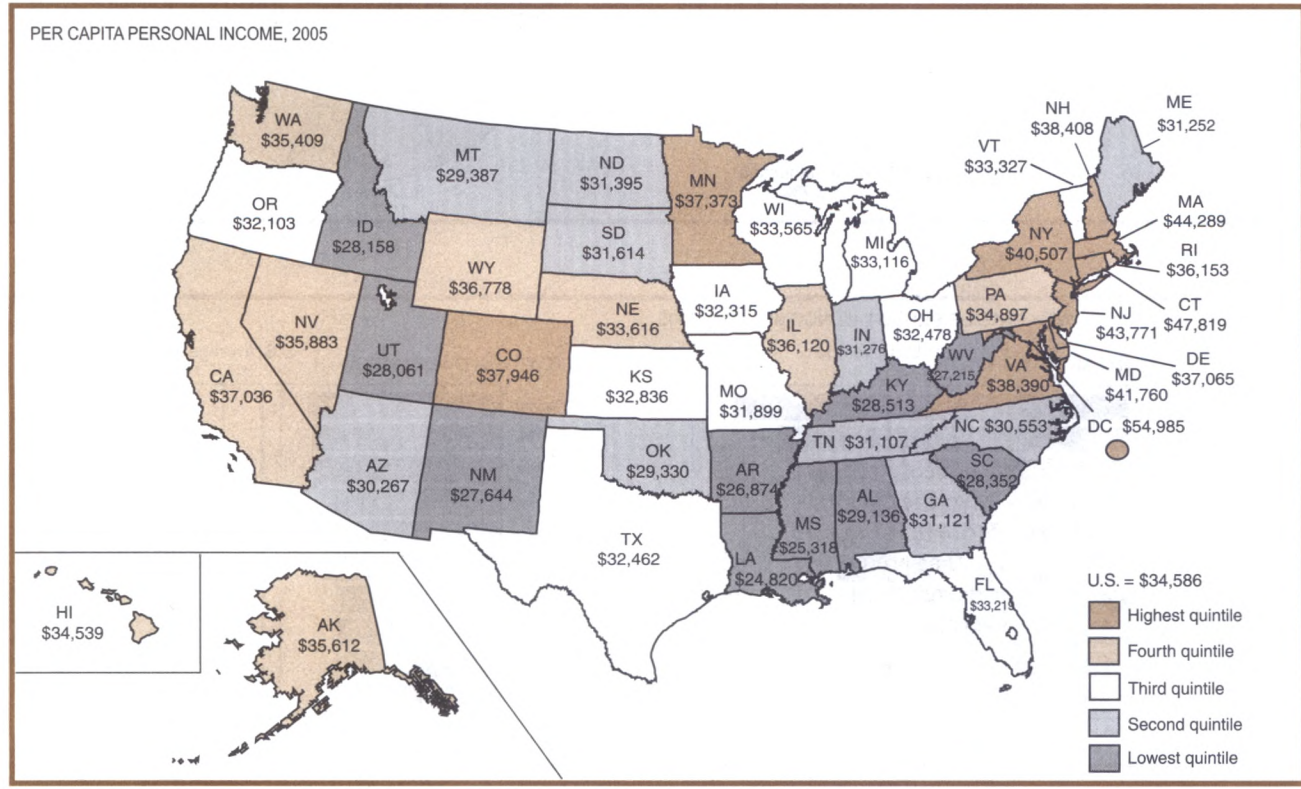 PER CAPITA PERSONAL INCOME, 2005
WA
$35,409
OR
$32,103
CA
$37,036
NV
$35,883
ID
$28,158
MT
$29,387
WY
$36,778
UT
$28,061
CO
$37,946
AZ
$30,267
NM
$27,644
ND
$31,395
SD
$31,614
NE
$33,616
KS
$32,836
OK
$29,330
TX
$32,462
MN
$37,373
IA
$32,315
MO
$31,899
AR
$26,874
LA
$24,820
WI
$33,565
IL
$36,120
MI
$33,116
IN
$31,276
OH
$32,478
KY
$28,513
TN $31,107
MS
$25,318
AL
$29,136
GA
$31,121
FL
$33,219
SC
$28,352
NC $30,553
WV
$27,215
VA
$38,390
PA
$34,897
NY
$40,507
VT
$33,327
NH
$38,408
ME
$31,252
MA
$44,289
RI
$36,153
CT
$47,819
NJ
$43,771
DE
$37,065
MD
$41,760
DC $54,985
HI
$34,539
AK
$35,612
U.S. = $34,586
Highest quintile
Fourth quintile
Third quintile
Second quintile
Lowest quintile